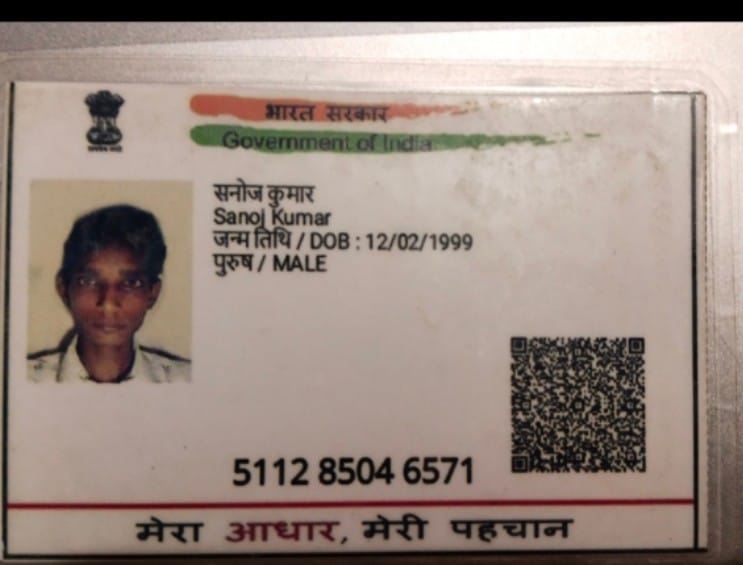 भारत सरकार
Government of India
सनोज कुमार
Sanoj Kumar
जन्म तिथि / DOB : 12/02/1999
पुरुष / MALE
5112 8504 6571
मेरा आधार, मेरी पहचान